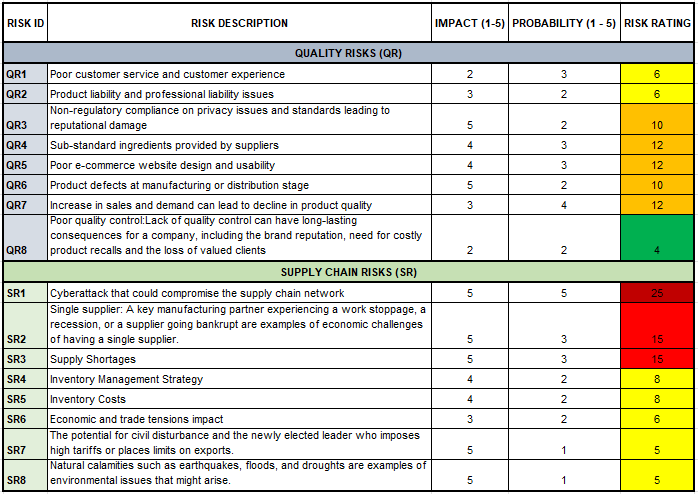 RISK ID RISK DESCRIPTION IMPACT (1-5) PROBABILITY (1 - 5) RISK RATING
QUALITY RISKS (QR)
QR1 Poor customer service and customer experience 2 3 6
QR2 Product liability and professional liability issues 3 2 6
Non-regulatory compliance on privacy issues and standards leading to
QR3 reputational damage 5 2 10
QR4 Sub-standard ingredients provided by suppliers 4 3 12
QR5 Poor e-commerce website design and usability 4 3 12
QR6 Product defects at manufacturing or distribution stage 5 2 10
QR7 Increase in sales and demand can lead to decline in product quality 3 4 12
Poor quality control:Lack of quality control can have long-lasting
consequences for a company, including the brand reputation, need for costly
QR8 product recalls and the loss of valued clients 2 2 4
SUPPLY CHAIN RISKS (SR)
SR1 Cyberattack that could compromise the supply chain network 5 5 25
Single supplier: A key manufacturing partner experiencing a work stoppage, a
recession, or a supplier going bankrupt are examples of economic challenges
SR2 of having a single supplier. 5 3 15
SR3 Supply Shortages 5 3 15
SR4 Inventory Management Strategy 4 2 8
SR5 Inventory Costs 4 2 8
SR6 Economic and trade tensions impact 3 2 6
The potential for civil disturbance and the newly elected leader who imposes
SR7 high tariffs or places limits on exports. 5 1 5
Natural calamities such as earthquakes, floods, and droughts are examples of
SR8 environmental issues that might arise. 5 1 5